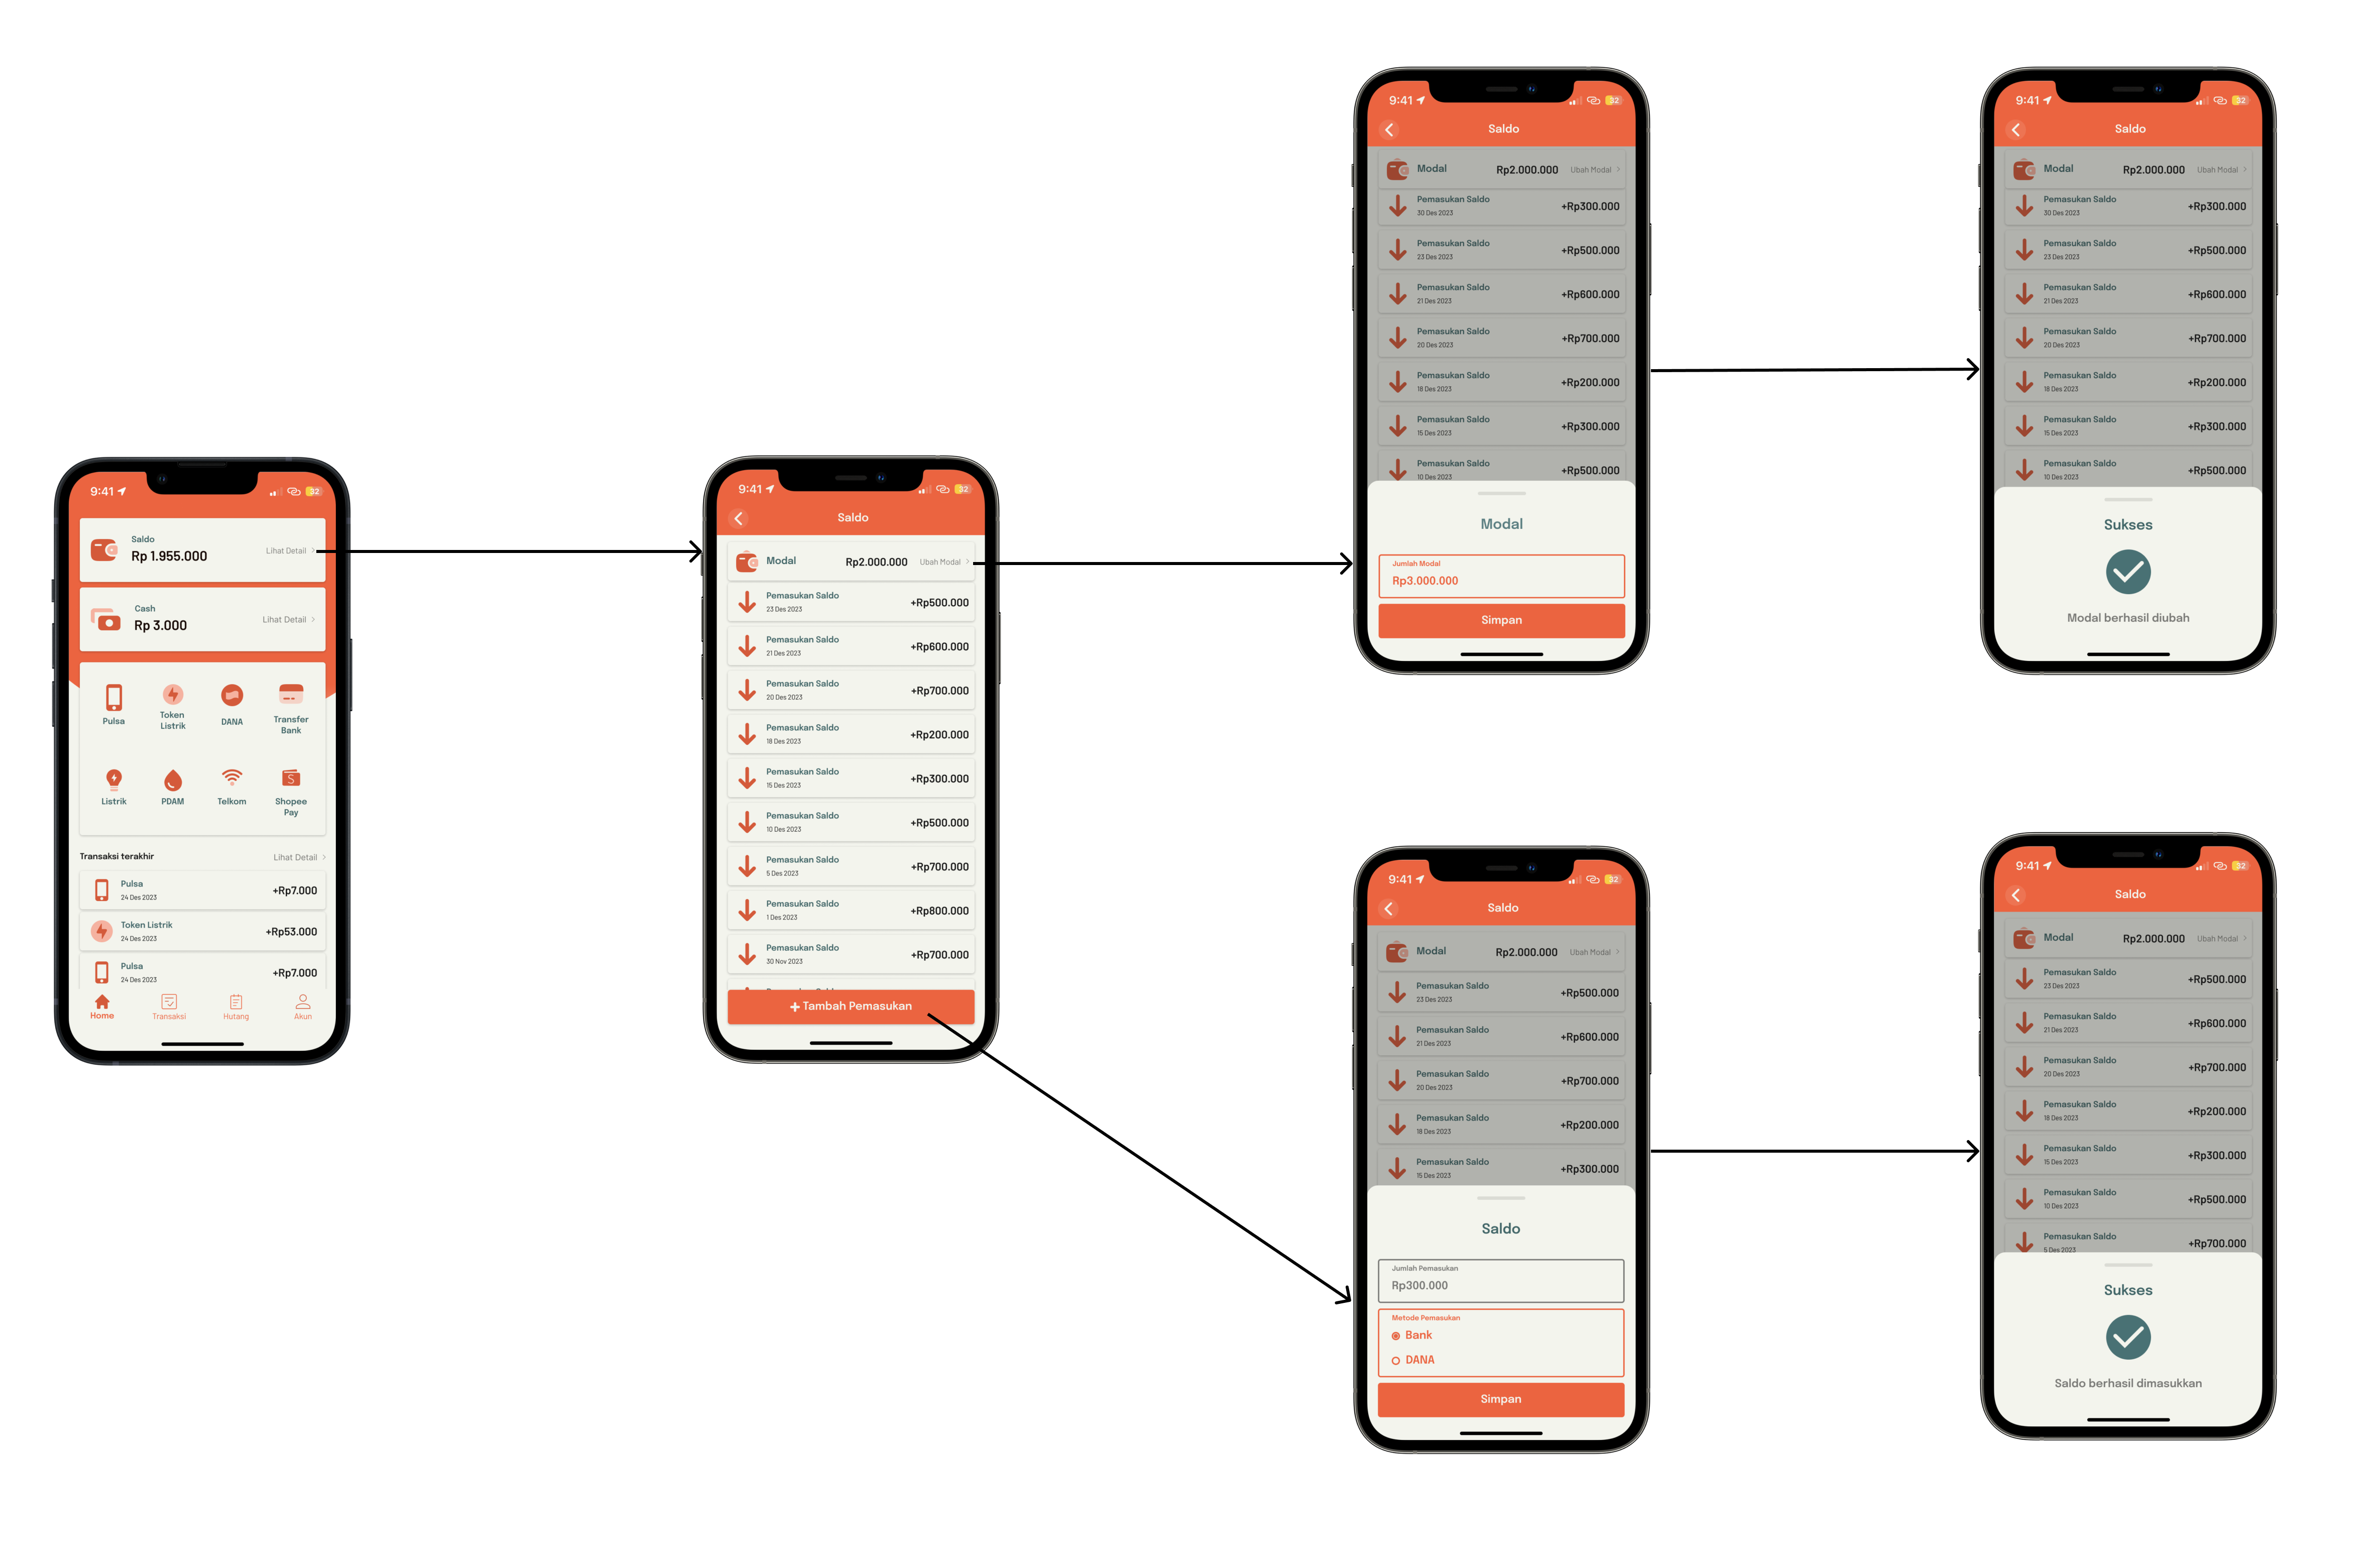 9:41
32
Saldo
Rp 1.955.000
Lihat Detail
Cash
Rp 3.000
Lihat Detail
Pulsa
Token Listrik
DANA
Transfer Bank
Listrik
PDAM
Telkom
Shopee Pay
Transaksi terakhir
Lihat Detail
Pulsa
24 Des 2023
+Rp7.000
Token Listrik
24 Des 2023
+Rp53.000
Pulsa
24 Des 2023
+Rp7.000
Home
Transaksi
Hutang
Akun
9:41
32
Saldo
Modal
Rp2.000.000
Ubah Modal
Pemasukan Saldo
23 Des 2023
+Rp500.000
Pemasukan Saldo
21 Des 2023
+Rp600.000
Pemasukan Saldo
20 Des 2023
+Rp700.000
Pemasukan Saldo
18 Des 2023
+Rp200.000
Pemasukan Saldo
15 Des 2023
+Rp300.000
Pemasukan Saldo
10 Des 2023
+Rp500.000
Pemasukan Saldo
5 Des 2023
+Rp700.000
Pemasukan Saldo
1 Des 2023
+Rp800.000
Pemasukan Saldo
30 Nov 2023
+Rp700.000
+ Tambah Pemasukan
9:41
32
Saldo
Modal
Rp2.000.000
Ubah Modal
Pemasukan Saldo
30 Des 2023
+Rp300.000
Pemasukan Saldo
23 Des 2023
+Rp500.000
Pemasukan Saldo
21 Des 2023
+Rp600.000
Pemasukan Saldo
20 Des 2023
+Rp700.000
Pemasukan Saldo
18 Des 2023
+Rp200.000
Pemasukan Saldo
15 Des 2023
+Rp300.000
Pemasukan Saldo
10 Des 2023
+Rp500.000
Modal
Jumlah Modal
Rp3.000.000
Simpan
9:41
32
Saldo
Modal
Rp2.000.000
Ubah Modal
Pemasukan Saldo
30 Des 2023
+Rp300.000
Pemasukan Saldo
23 Des 2023
+Rp500.000
Pemasukan Saldo
21 Des 2023
+Rp600.000
Pemasukan Saldo
20 Des 2023
+Rp700.000
Pemasukan Saldo
18 Des 2023
+Rp200.000
Pemasukan Saldo
15 Des 2023
+Rp300.000
Pemasukan Saldo
10 Des 2023
+Rp500.000
Sukses
Modal berhasil diubah
9:41
32
Saldo
Modal
Rp2.000.000
Ubah Modal
Pemasukan Saldo
23 Des 2023
+Rp500.000
Pemasukan Saldo
21 Des 2023
+Rp600.000
Pemasukan Saldo
20 Des 2023
+Rp700.000
Pemasukan Saldo
18 Des 2023
+Rp200.000
Pemasukan Saldo
15 Des 2023
+Rp300.000
Saldo
Jumlah Pemasukan
Rp300.000
Metode Pemasukan
Bank
DANA
Simpan
9:41
32
Saldo
Modal
Rp2.000.000
Ubah Modal
Pemasukan Saldo
23 Des 2023
+Rp500.000
Pemasukan Saldo
21 Des 2023
+Rp600.000
Pemasukan Saldo
20 Des 2023
+Rp700.000
Pemasukan Saldo
18 Des 2023
+Rp200.000
Pemasukan Saldo
15 Des 2023
+Rp300.000
Pemasukan Saldo
10 Des 2023
+Rp500.000
Pemasukan Saldo
5 Des 2023
+Rp700.000
Sukses
Saldo berhasil dimasukkan